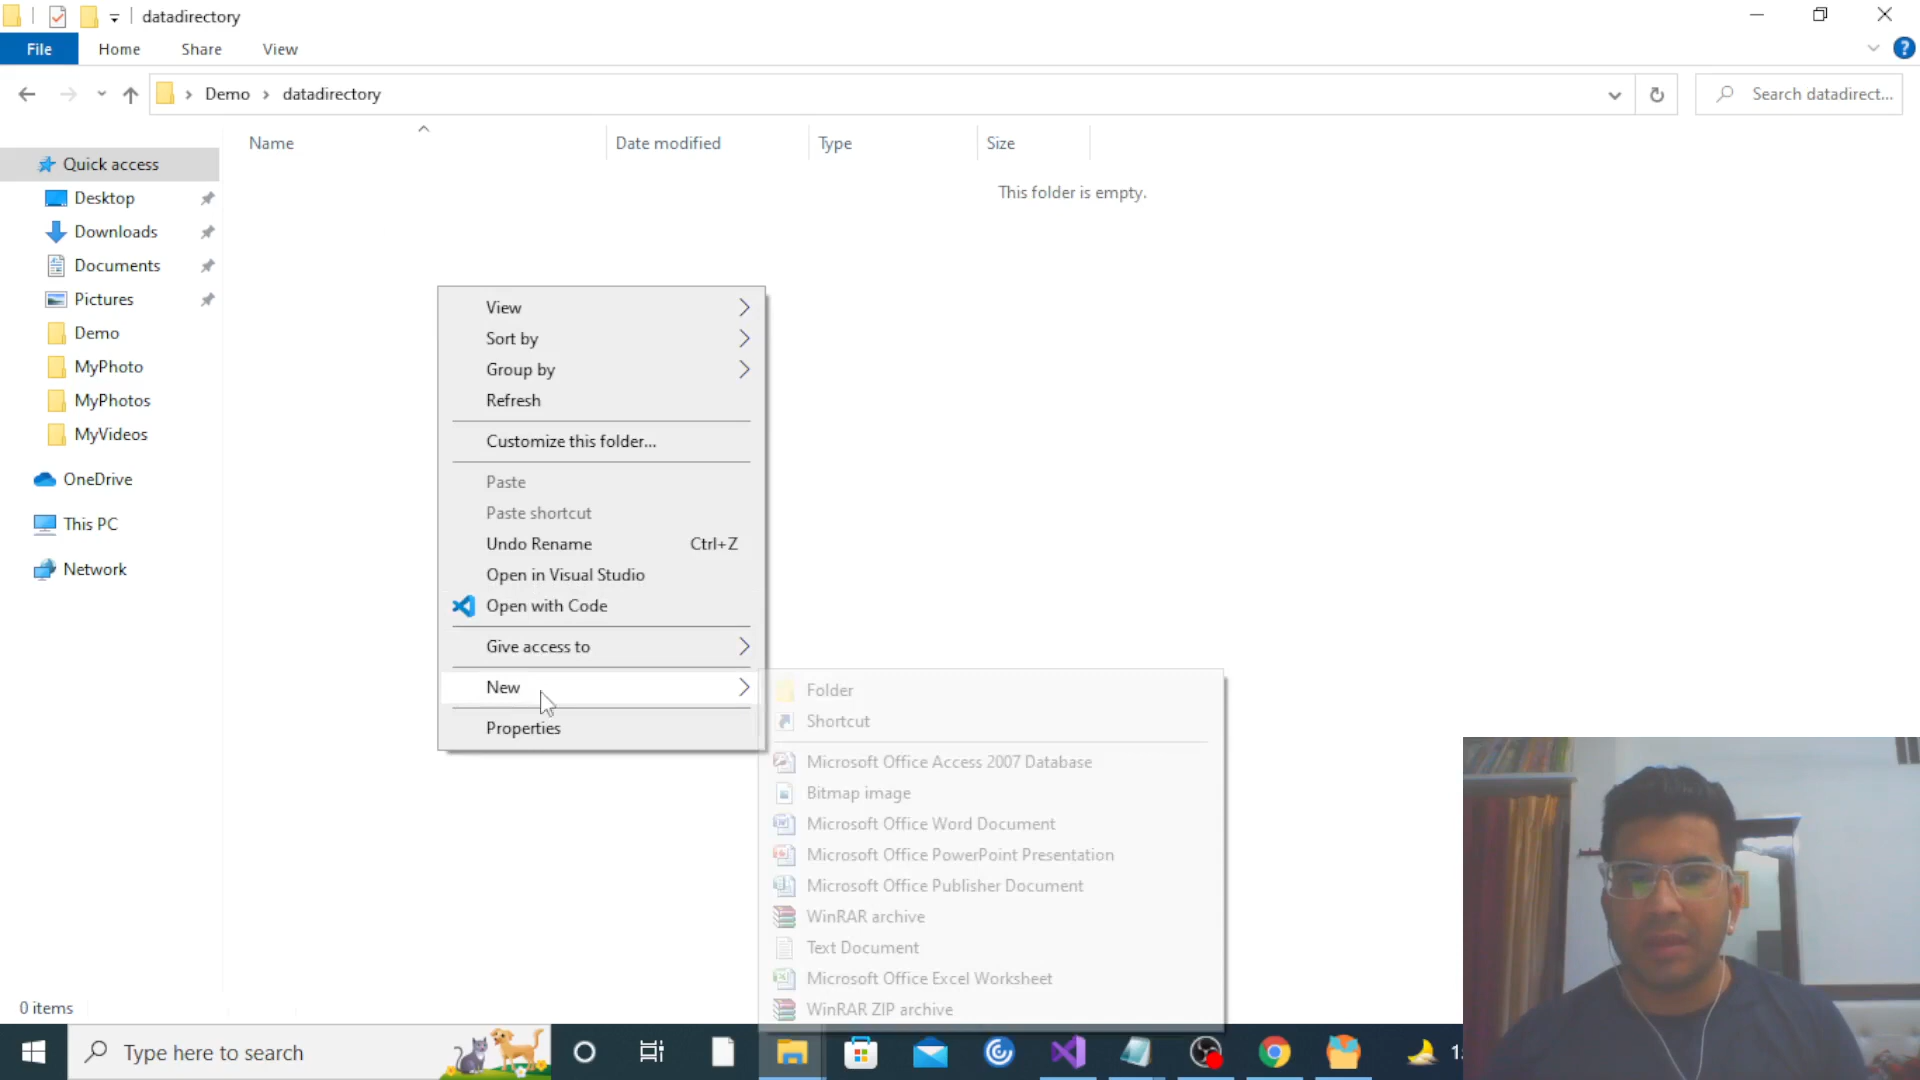 datadirectory
File Home Share View
Demo datadirectory
Search datadirect...
Name Date modified Type Size
This folder is empty.
Quick access
Desktop
Downloads
Documents
Pictures
Demo
MyPhoto
MyPhotos
MyVideos
OneDrive
This PC
Network
View
Sort by
Group by
Refresh
Customize this folder...
Paste
Paste shortcut
Undo Rename Ctrl+Z
Open in Visual Studio
Open with Code
Give access to
New
Properties
Folder
Shortcut
Microsoft Office Access 2007 Database
Bitmap image
Microsoft Office Word Document
Microsoft Office PowerPoint Presentation
Microsoft Office Publisher Document
WinRAR archive
Text Document
Microsoft Office Excel Worksheet
WinRAR ZIP archive
0 items
Type here to search